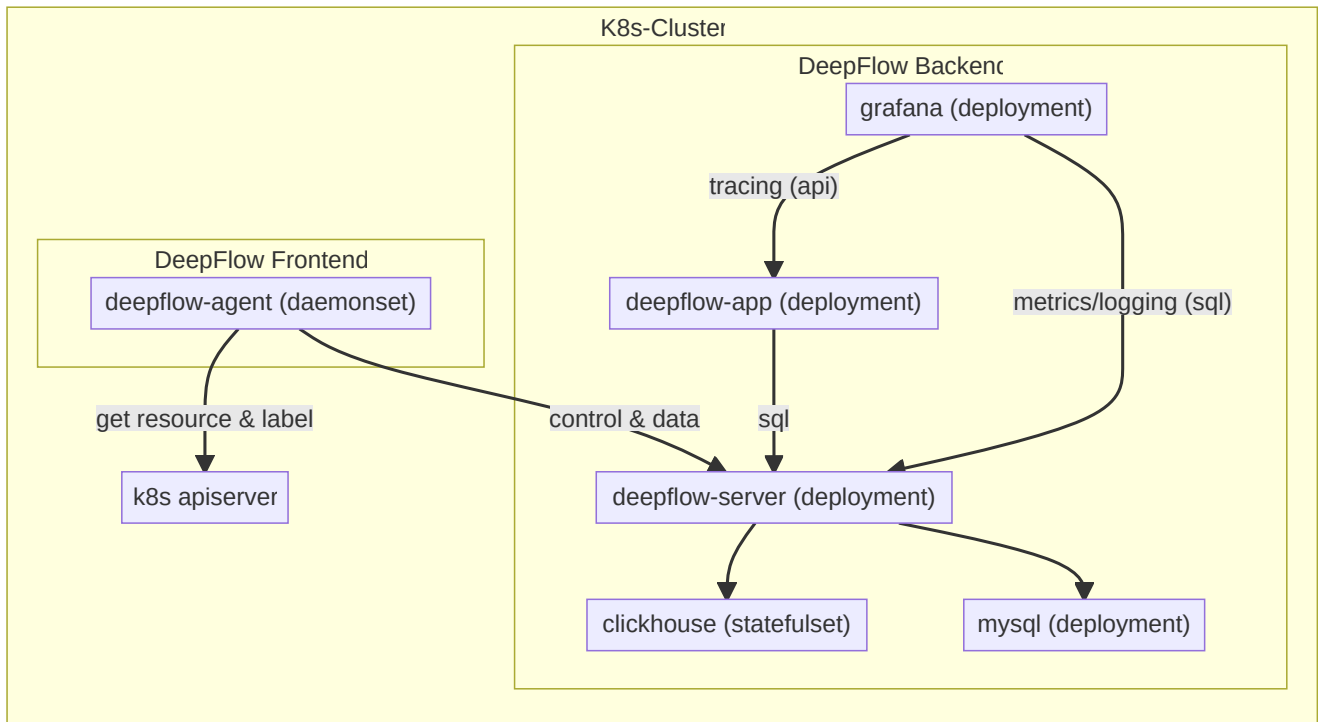 K8s-Cluster
DeepFlow Backend
grafana (deployment)
tracing (api)
DeepFlow Frontend
deepflow-agent (daemonset)
deepflow-app (deployment)
metrics/logging (sql)
get resource & label
control & data
sql
k8s apiserver
deepflow-server (deployment)
clickhouse (statefulset)
mysql (deployment)